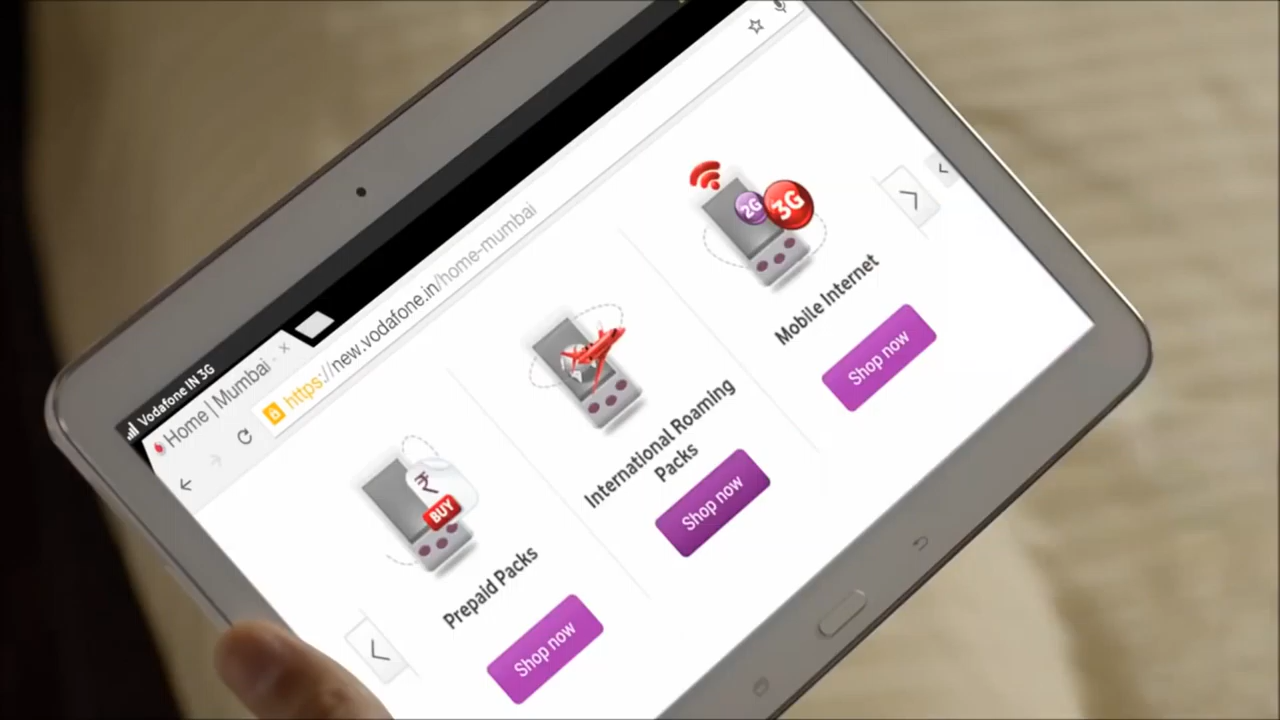 Vodafone IN 3G
Home | Mumbai
https://new.vodafone.in/home-mumbai
₹
BUY
Prepaid Packs
Shop now
International Roaming
Packs
Shop now
2G
3G
Mobile Internet
Shop now